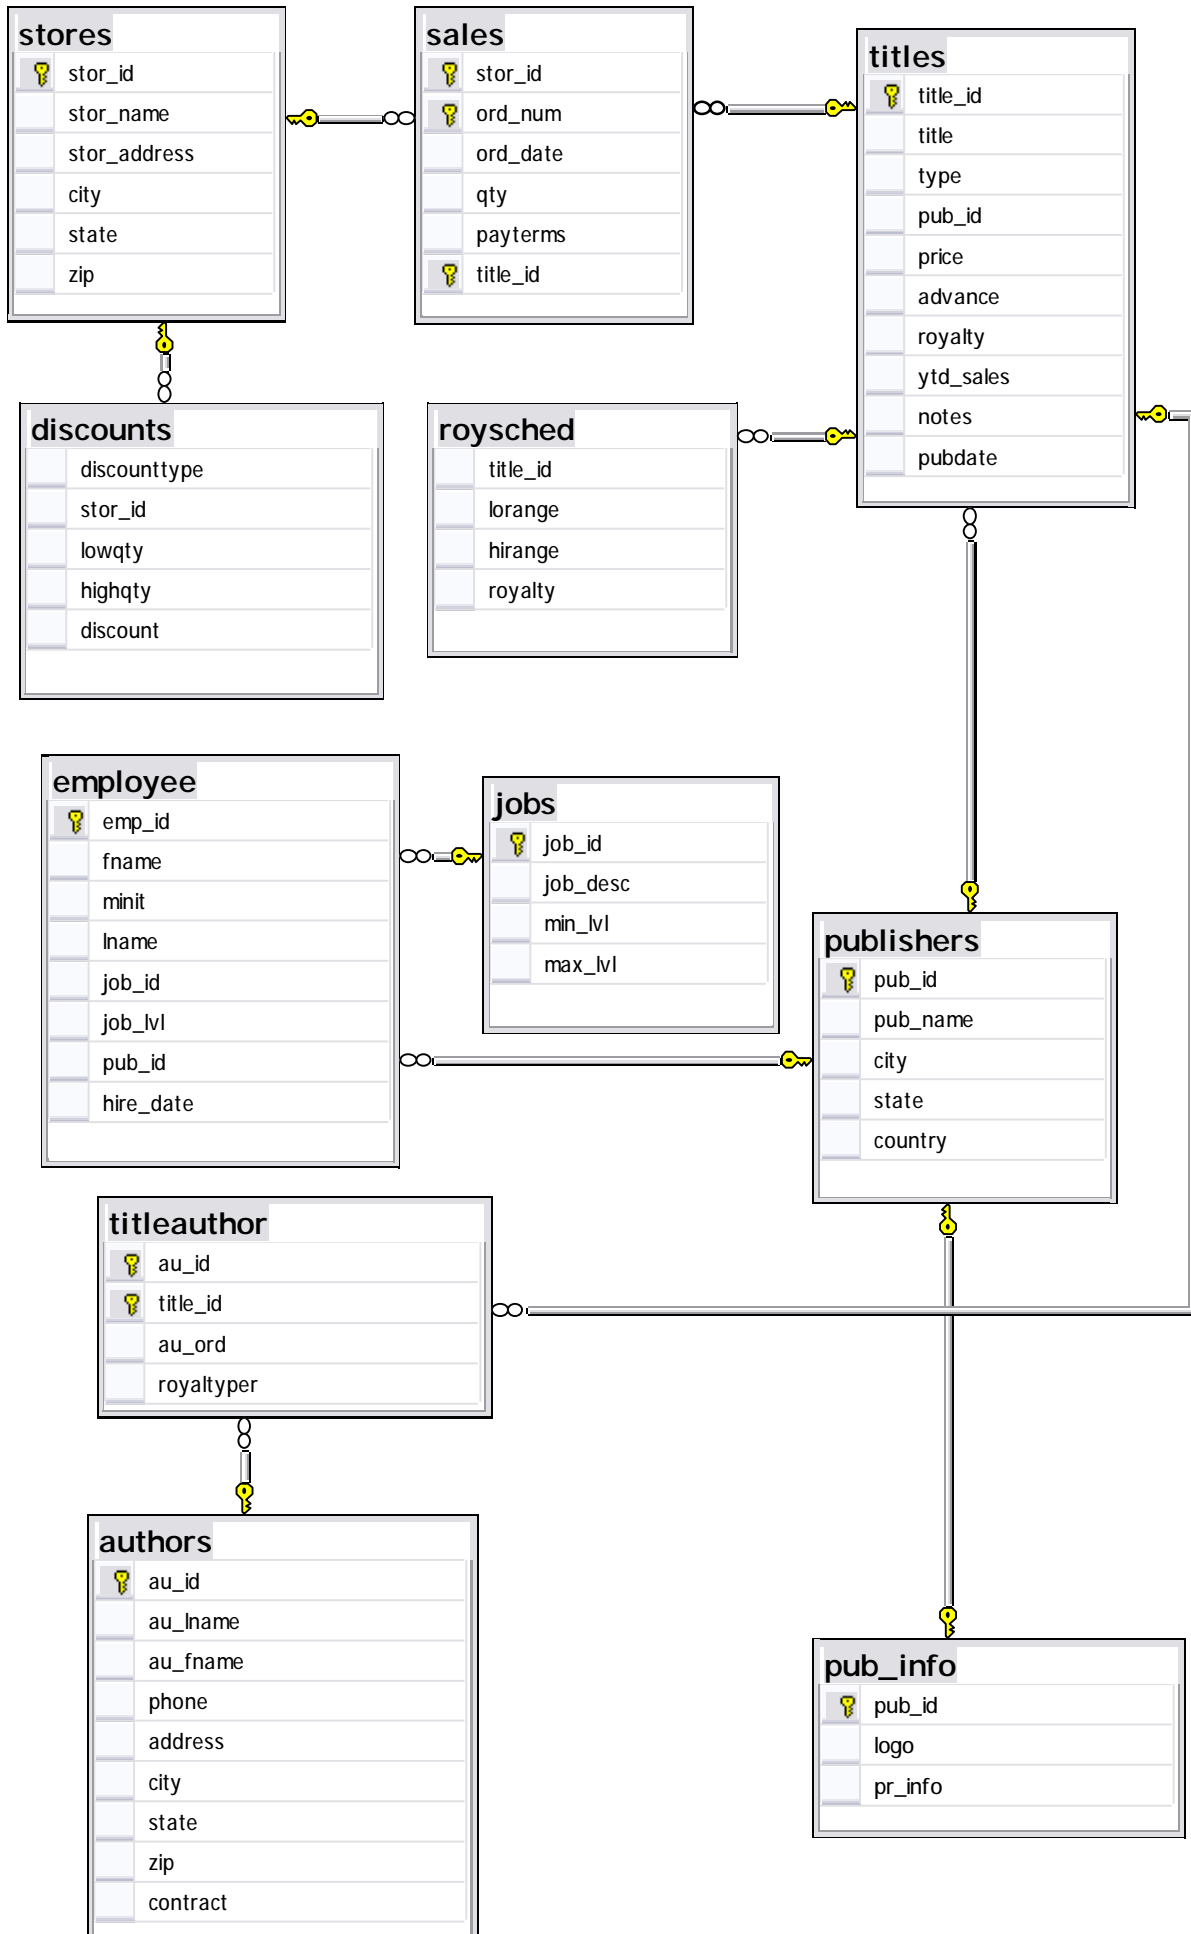 stores
stor_id
stor_name
stor_address
city
state
zip
sales
stor_id
ord_num
ord_date
qty
payterms
title_id
titles
title_id
title
type
pub_id
price
advance
royalty
ytd_sales
notes
pubdate
discounts
discounttype
stor_id
lowqty
highqty
discount
roysched
title_id
lorange
hirange
royalty
employee
emp_id
fname
minit
lname
job_id
job_lvl
pub_id
hire_date
jobs
job_id
job_desc
min_lvl
max_lvl
publishers
pub_id
pub_name
city
state
country
titleauthor
au_id
title_id
au_ord
royaltyper
authors
au_id
au_lname
au_fname
phone
address
city
state
zip
contract
pub_info
pub_id
logo
pr_info